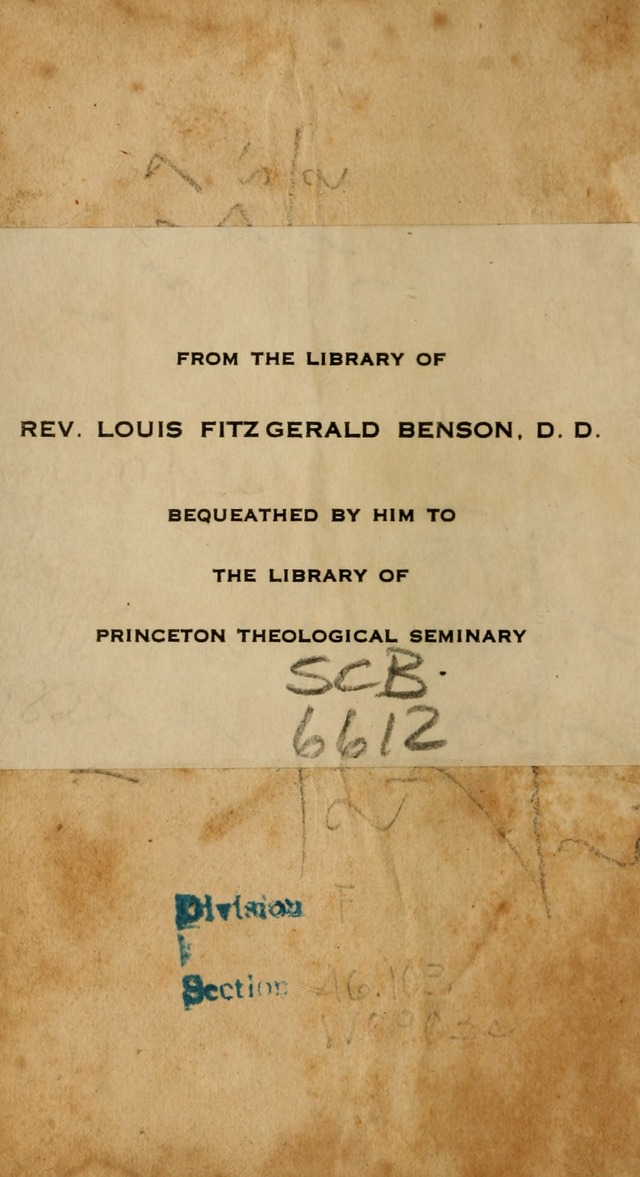 FROM THE LIBRARY OF
REV. LOUIS FITZGERALD BENSON, D. D.
BEQUEATHED BY HIM TO
THE LIBRARY OF
PRINCETON THEOLOGICAL SEMINARY
SCB
6612
Division
Section